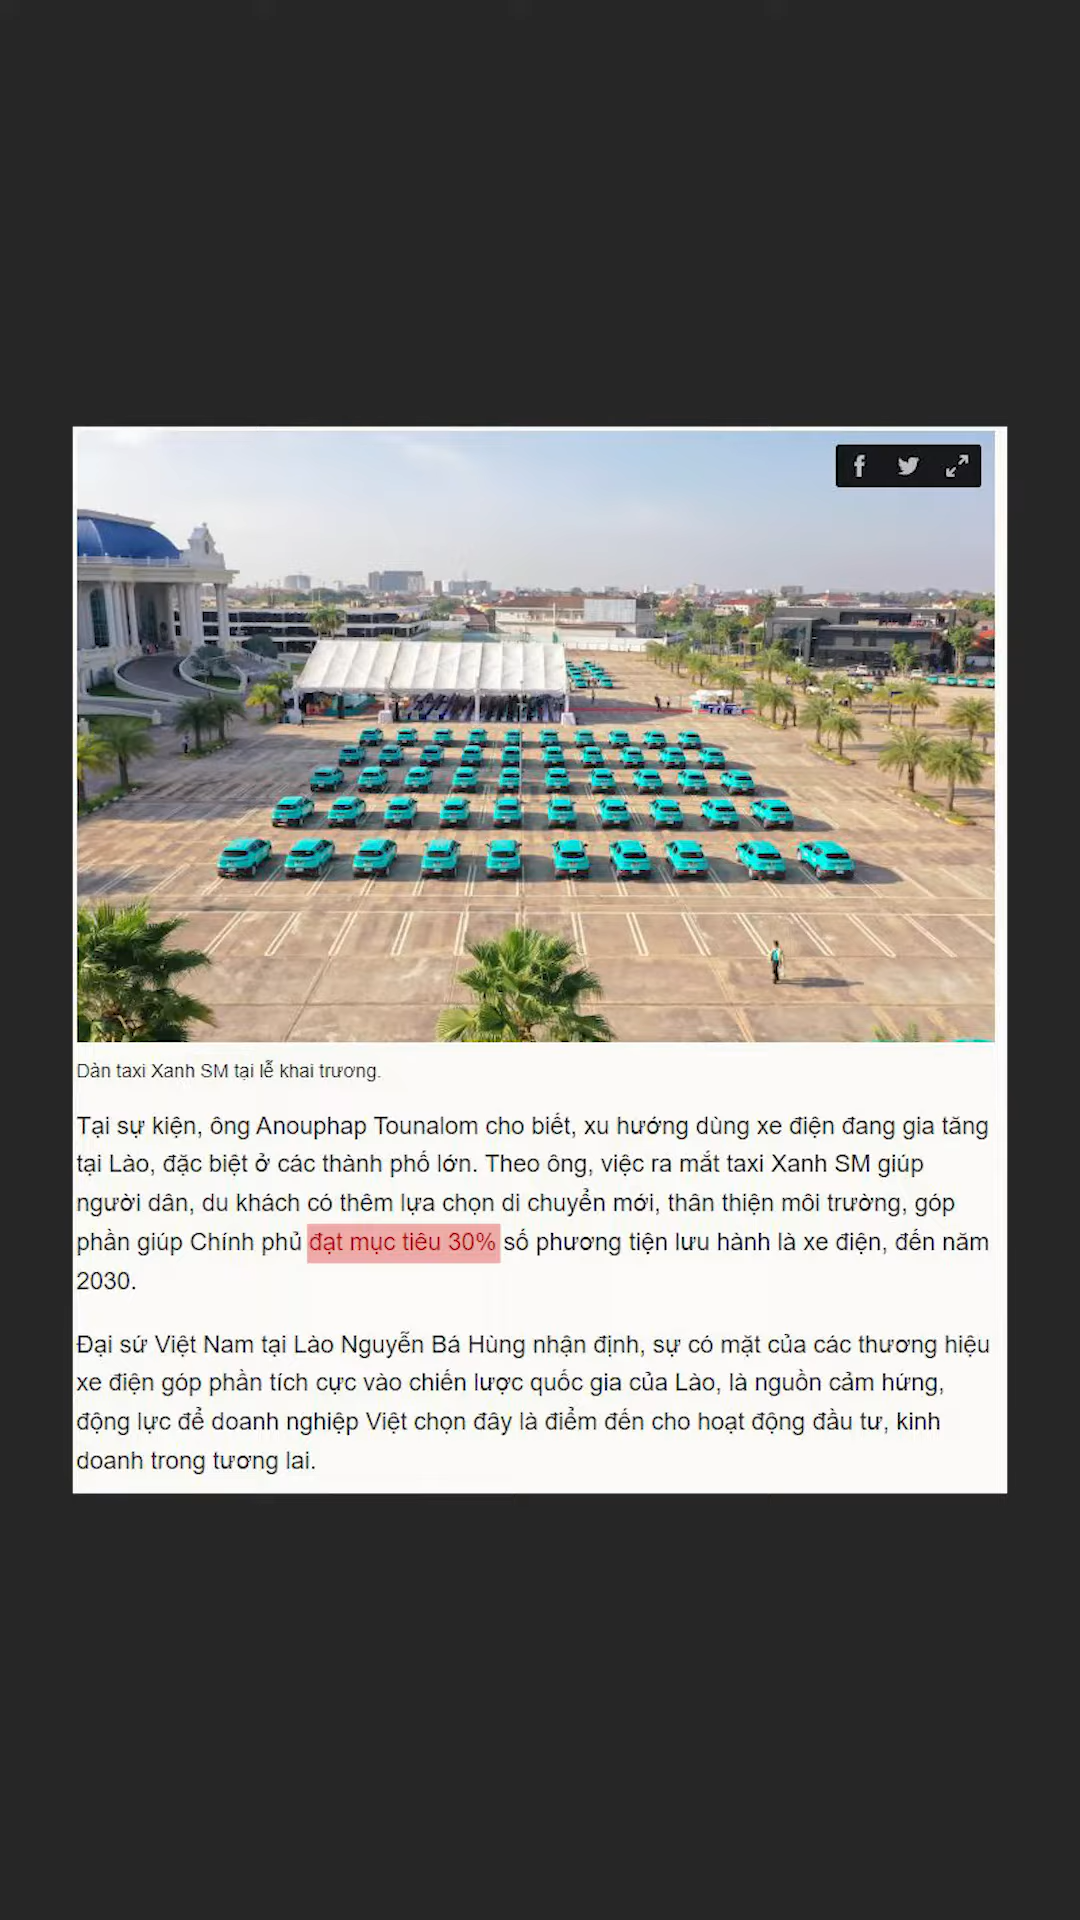 Dàn taxi Xanh SM tại lễ khai trương.
Tại sự kiện, ông Anouphap Tounalom cho biết, xu hướng dùng xe điện đang gia tăng
tại Lào, đặc biệt ở các thành phố lớn. Theo ông, việc ra mắt taxi Xanh SM giúp
người dân, du khách có thêm lựa chọn di chuyển mới, thân thiện môi trường, góp
phần giúp Chính phủ đạt mục tiêu 30% số phương tiện lưu hành là xe điện, đến năm
2030.
Đại sứ Việt Nam tại Lào Nguyễn Bá Hùng nhận định, sự có mặt của các thương hiệu
xe điện góp phần tích cực vào chiến lược quốc gia của Lào, là nguồn cảm hứng,
động lực để doanh nghiệp Việt chọn đây là điểm đến cho hoạt động đầu tư, kinh
doanh trong tương lai.